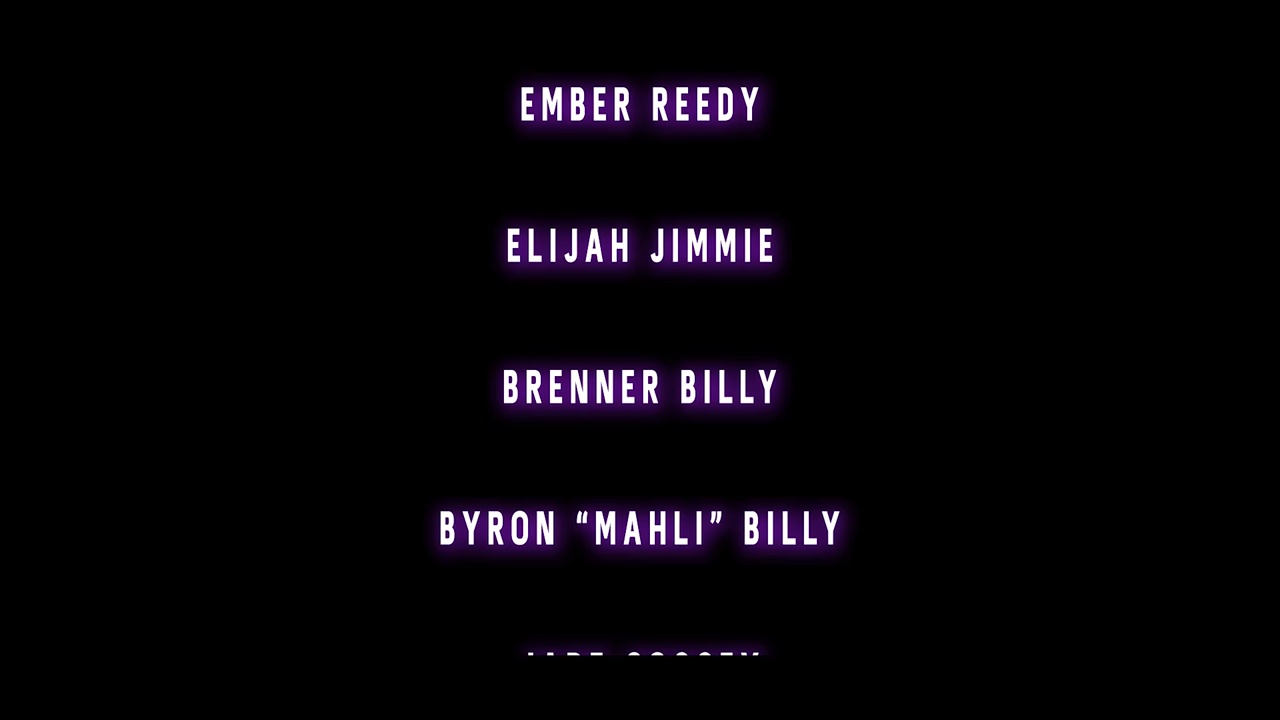 EMBER REEDY
ELIJAH JIMMIE
BRENNER BILLY
BYRON “MAHLI” BILLY